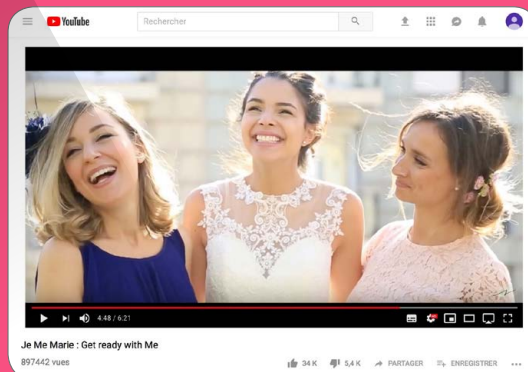 YouTube
Rechercher
4:48 / 6:21
Je Me Marie : Get ready with Me
897442 vues
34 K
5,4 K
PARTAGER
ENREGISTRER